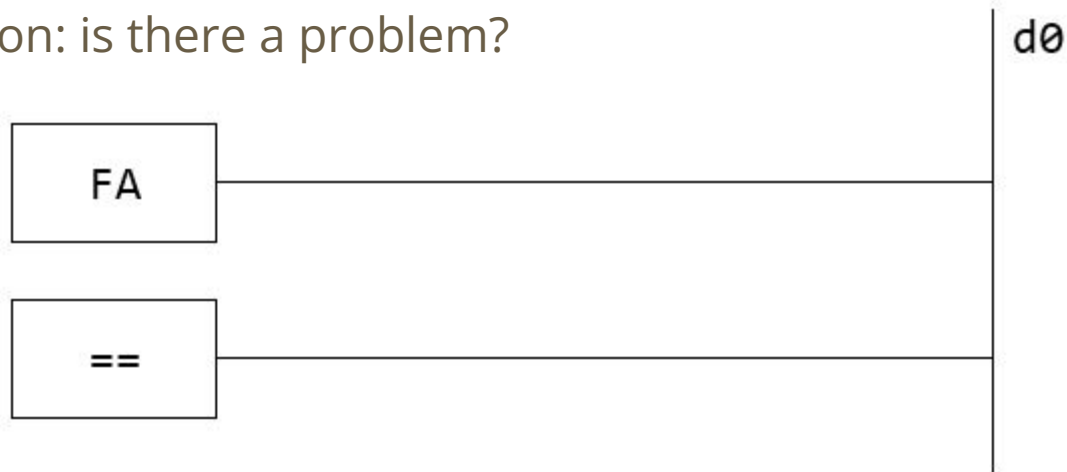 on: is there a problem?
d0
FA
==